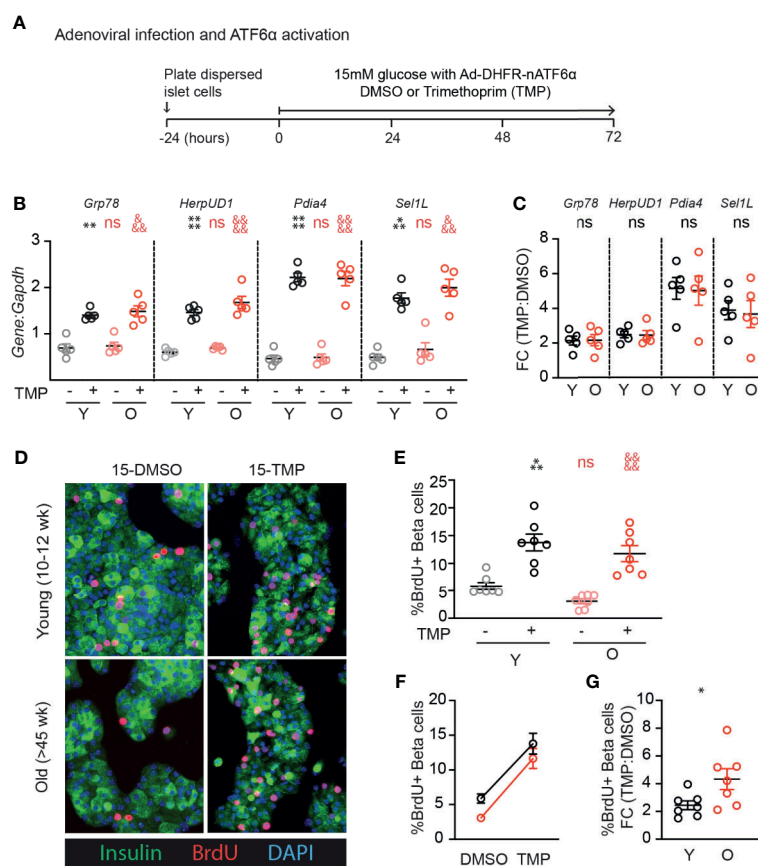 A
Adenoviral infection and ATF6α activation
Plate dispersed
islet cells
15mM glucose with Ad-DHFR-nATF6α
DMSO or Trimethoprim (TMP)
-24 (hours) 0 24 48 72
B
Grp78 HerpUD1 Pdia4 Sel1L
** ns &&& **** ns &&&& **** ns &&&& *** ns &&&
Gene:Gapdh
3
2
1
0
TMP - + - + - + - + - + - + - + - +
Y O Y O Y O Y O
C
Grp78 HerpUD1 Pdia4 Sel1L
ns ns ns ns
FC (TMP:DMSO)
8
6
4
2
0
Y O Y O Y O Y O
D
15-DMSO 15-TMP
Young (10-12 wk)
Old (>45 wk)
Insulin BrdU DAPI
E
*** ns &&&&
%BrdU+ Beta cells
25
20
15
10
5
0
TMP - + - +
Y O
F
%BrdU+ Beta cells
20
15
10
5
0
DMSO TMP
G
*
%BrdU+ Beta cells
FC (TMP:DMSO)
10
8
6
4
2
0
Y O